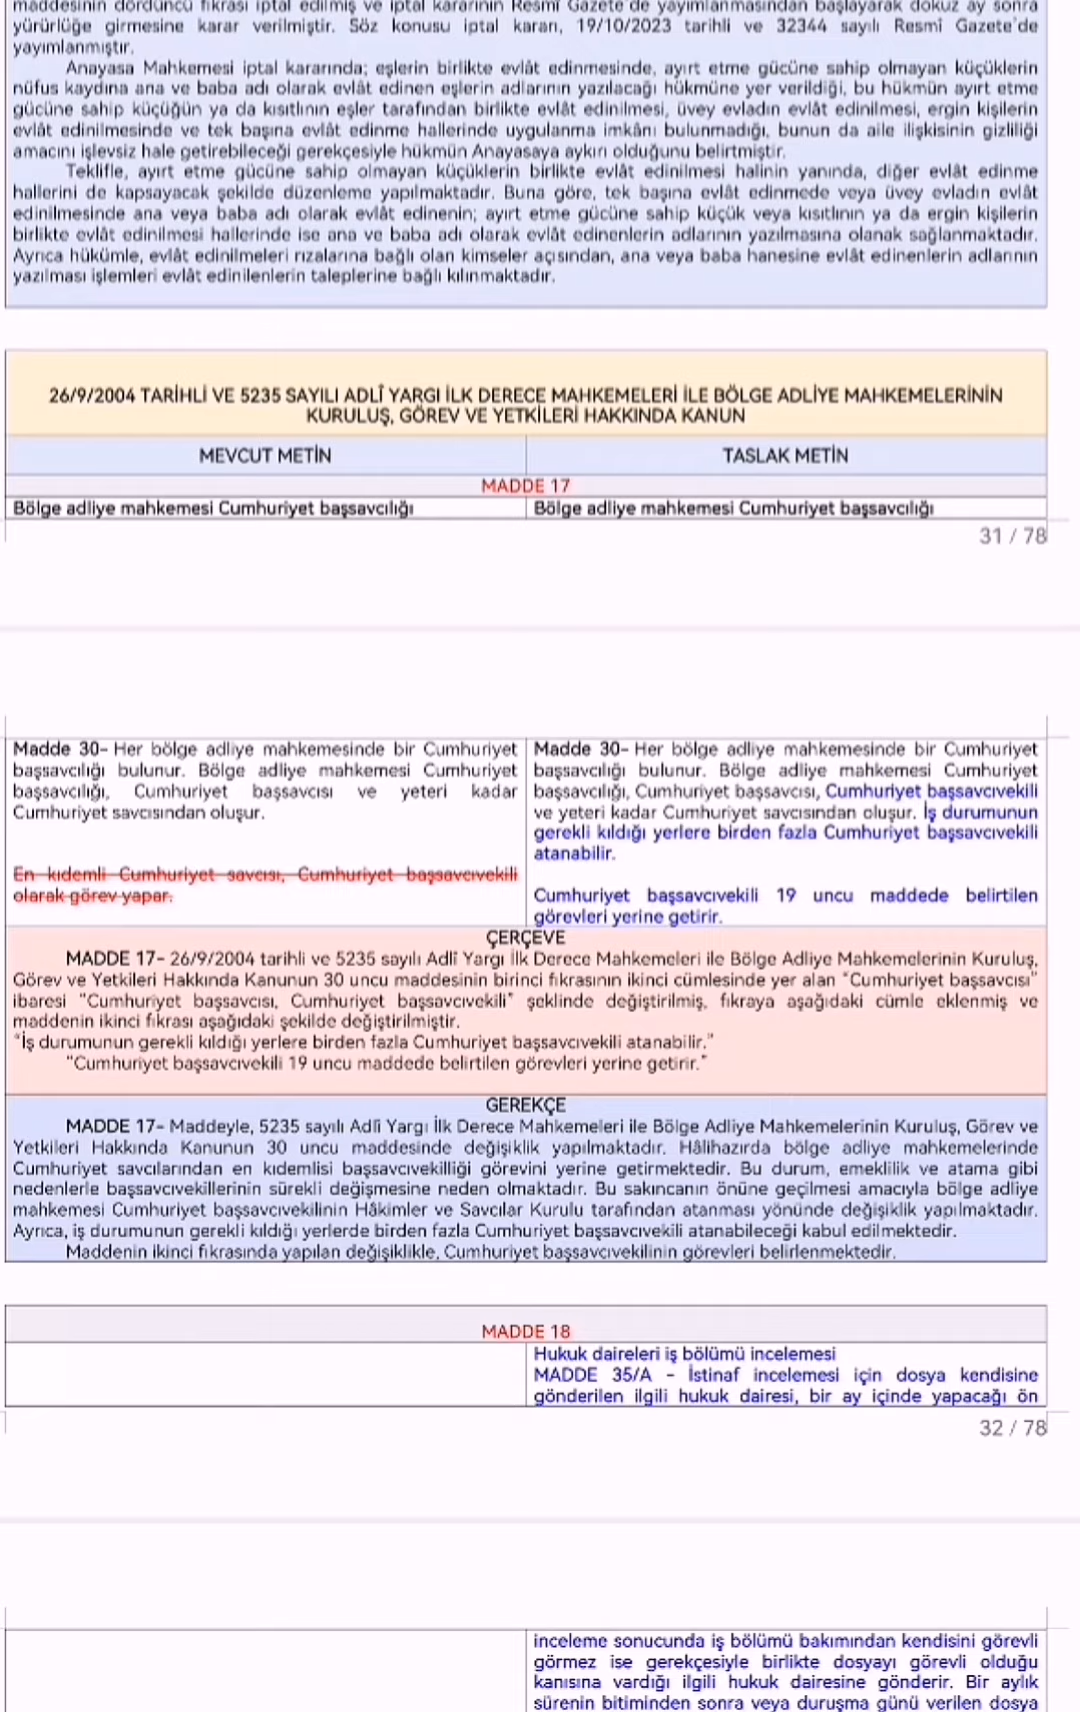 maddesinin dördüncü fıkrası iptal edilmiş ve iptal kararının Resmî Gazete'de yayımlanmasından başlayarak dokuz ay sonra
yürürlüğe girmesine karar verilmiştir. Söz konusu iptal kararı, 19/10/2023 tarihli ve 32344 sayılı Resmî Gazete'de
yayımlanmıştır.
Anayasa Mahkemesi iptal kararında; eşlerin birlikte evlât edinmesinde, ayırt etme gücüne sahip olmayan küçüklerin
nüfus kaydına ana ve baba adı olarak evlât edinen eşlerin adlarının yazılacağı hükmüne yer verildiği, bu hükmün ayırt etme
gücüne sahip küçüğün ya da kısıtlının eşler tarafından birlikte evlât edinilmesi, üvey evladın evlât edinilmesi, ergin kişilerin
evlât edinilmesinde ve tek başına evlât edinme hallerinde uygulanma imkânı bulunmadığı, bunun da aile ilişkisinin gizliliği
amacını işlevsiz hale getirebileceği gerekçesiyle hükmün Anayasaya aykırı olduğunu belirtmiştir.
Teklifle, ayırt etme gücüne sahip olmayan küçüklerin birlikte evlât edinilmesi halinin yanında, diğer evlât edinme
hallerini de kapsayacak şekilde düzenleme yapılmaktadır. Buna göre, tek başına evlât edinmede veya üvey evladın evlât
edinilmesinde ana veya baba adı olarak evlât edinenin; ayırt etme gücüne sahip küçük veya kısıtlının ya da ergin kişilerin
birlikte evlât edinilmesi hallerinde ise ana ve baba adı olarak evlât edinenlerin adlarının yazılmasına olanak sağlanmaktadır.
Ayrıca hükümle, evlât edinilmeleri rızalarına bağlı olan kimseler açısından, ana veya baba hanesine evlât edinenlerin adlarının
yazılması işlemleri evlât edinilenlerin taleplerine bağlı kılınmaktadır.
26/9/2004 TARİHLİ VE 5235 SAYILI ADLÎ YARGI İLK DERECE MAHKEMELERİ İLE BÖLGE ADLİYE MAHKEMELERİNİN
KURULUŞ, GÖREV VE YETKİLERİ HAKKINDA KANUN
MEVCUT METİN
TASLAK METİN
MADDE 17
Bölge adliye mahkemesi Cumhuriyet başsavcılığı
Bölge adliye mahkemesi Cumhuriyet başsavcılığı
31 / 78
Madde 30- Her bölge adliye mahkemesinde bir Cumhuriyet
başsavcılığı bulunur. Bölge adliye mahkemesi Cumhuriyet
başsavcılığı, Cumhuriyet başsavcısı ve yeteri kadar
Cumhuriyet savcısından oluşur.
En kıdemli Cumhuriyet savcısı, Cumhuriyet başsavcıvekili
olarak görev yapar.
Madde 30- Her bölge adliye mahkemesinde bir Cumhuriyet
başsavcılığı bulunur. Bölge adliye mahkemesi Cumhuriyet
başsavcılığı, Cumhuriyet başsavcısı, Cumhuriyet başsavcıvekili
ve yeteri kadar Cumhuriyet savcısından oluşur. İş durumunun
gerekli kıldığı yerlere birden fazla Cumhuriyet başsavcıvekili
atanabilir.
Cumhuriyet başsavcıvekili 19 uncu maddede belirtilen
görevleri yerine getirir.
ÇERÇEVE
MADDE 17- 26/9/2004 tarihli ve 5235 sayılı Adlî Yargı İlk Derece Mahkemeleri ile Bölge Adliye Mahkemelerinin Kuruluş,
Görev ve Yetkileri Hakkında Kanunun 30 uncu maddesinin birinci fıkrasının ikinci cümlesinde yer alan "Cumhuriyet başsavcısı"
ibaresi "Cumhuriyet başsavcısı, Cumhuriyet başsavcıvekili" şeklinde değiştirilmiş, fıkraya aşağıdaki cümle eklenmiş ve
maddenin ikinci fıkrası aşağıdaki şekilde değiştirilmiştir.
"İş durumunun gerekli kıldığı yerlere birden fazla Cumhuriyet başsavcıvekili atanabilir."
"Cumhuriyet başsavcıvekili 19 uncu maddede belirtilen görevleri yerine getirir."
GEREKÇE
MADDE 17- Maddeyle, 5235 sayılı Adlî Yargı İlk Derece Mahkemeleri ile Bölge Adliye Mahkemelerinin Kuruluş, Görev ve
Yetkileri Hakkında Kanunun 30 uncu maddesinde değişiklik yapılmaktadır. Hâlihazırda bölge adliye mahkemelerinde
Cumhuriyet savcılarından en kıdemlisi başsavcıvekilliği görevini yerine getirmektedir. Bu durum, emeklilik ve atama gibi
nedenlerle başsavcıvekillerinin sürekli değişmesine neden olmaktadır. Bu sakıncanın önüne geçilmesi amacıyla bölge adliye
mahkemesi Cumhuriyet başsavcıvekilinin Hâkimler ve Savcılar Kurulu tarafından atanması yönünde değişiklik yapılmaktadır.
Ayrıca, iş durumunun gerekli kıldığı yerlerde birden fazla Cumhuriyet başsavcıvekili atanabileceği kabul edilmektedir.
Maddenin ikinci fıkrasında yapılan değişiklikle, Cumhuriyet başsavcıvekilinin görevleri belirlenmektedir.
MADDE 18
Hukuk daireleri iş bölümü incelemesi
MADDE 35/A - İstinaf incelemesi için dosya kendisine
gönderilen ilgili hukuk dairesi, bir ay içinde yapacağı ön
32 / 78
inceleme sonucunda iş bölümü bakımından kendisini görevli
görmez ise gerekçesiyle birlikte dosyayı görevli olduğu
kanısına vardığı ilgili hukuk dairesine gönderir. Bir aylık
sürenin bitiminden sonra veya duruşma günü verilen dosya